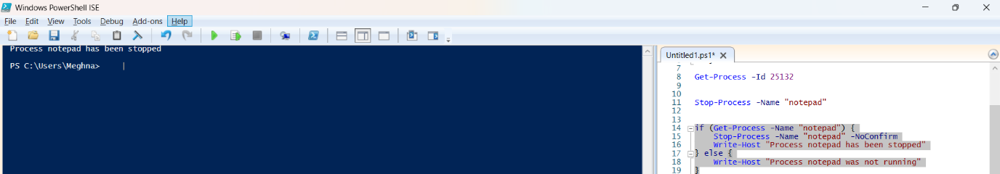 Windows PowerShell ISE
File Edit View Tools Debug Add-ons Help
Process notepad has been stopped
PS C:\Users\Meghna>
Untitled1.ps1*
7
8 Get-Process -Id 25132
9
10
11 Stop-Process -Name "notepad"
12
13
14 if (Get-Process -Name "notepad") {
15 Stop-Process -Name "notepad" -NoConfirm
16 Write-Host "Process notepad has been stopped"
17 } else {
18 Write-Host "Process notepad was not running"
19 }